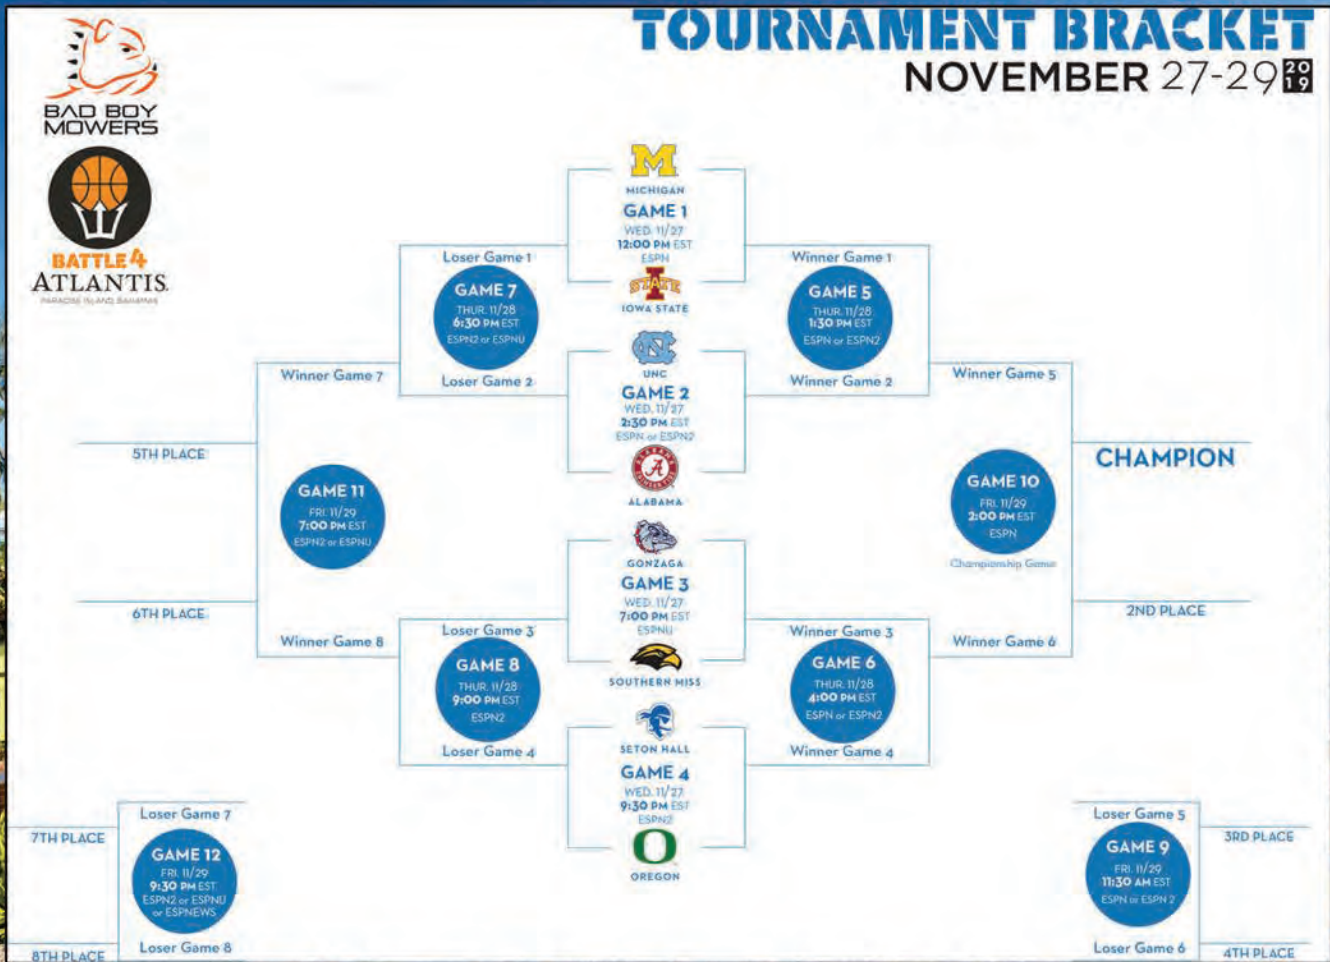 TOURNAMENT BRACKET
NOVEMBER 27-29 2019
BAD BOY
MOWERS
BATTLE 4
ATLANTIS
PARADISE ISLAND, BAHAMAS
MICHIGAN
GAME 1
WED. 11/27
12:00 PM EST
ESPN
STATE
IOWA STATE
UNC
GAME 2
WED. 11/27
2:30 PM EST
ESPN or ESPN2
ALABAMA
GONZAGA
GAME 3
WED. 11/27
7:00 PM EST
ESPNU
SOUTHERN MISS
SETON HALL
GAME 4
WED. 11/27
9:30 PM EST
ESPN2
OREGON
Loser Game 1
GAME 7
THUR. 11/28
6:30 PM EST
ESPN2 or ESPNU
Loser Game 2
Winner Game 1
GAME 5
THUR. 11/28
1:30 PM EST
ESPN or ESPN2
Winner Game 2
Winner Game 7
5TH PLACE
GAME 11
FRI. 11/29
7:00 PM EST
ESPN2 or ESPNU
6TH PLACE
Winner Game 8
Winner Game 5
CHAMPION
GAME 10
FRI. 11/29
2:00 PM EST
ESPN
Championship Game
2ND PLACE
Winner Game 6
Loser Game 3
GAME 8
THUR. 11/28
9:00 PM EST
ESPN2
Loser Game 4
Winner Game 3
GAME 6
THUR. 11/28
4:00 PM EST
ESPN or ESPN2
Winner Game 4
Loser Game 7
7TH PLACE
GAME 12
FRI. 11/29
9:30 PM EST
ESPN2 or ESPNU
or ESPNEWS
8TH PLACE
Loser Game 8
Loser Game 5
3RD PLACE
GAME 9
FRI. 11/29
11:30 AM EST
ESPN or ESPN 2
Loser Game 6
4TH PLACE